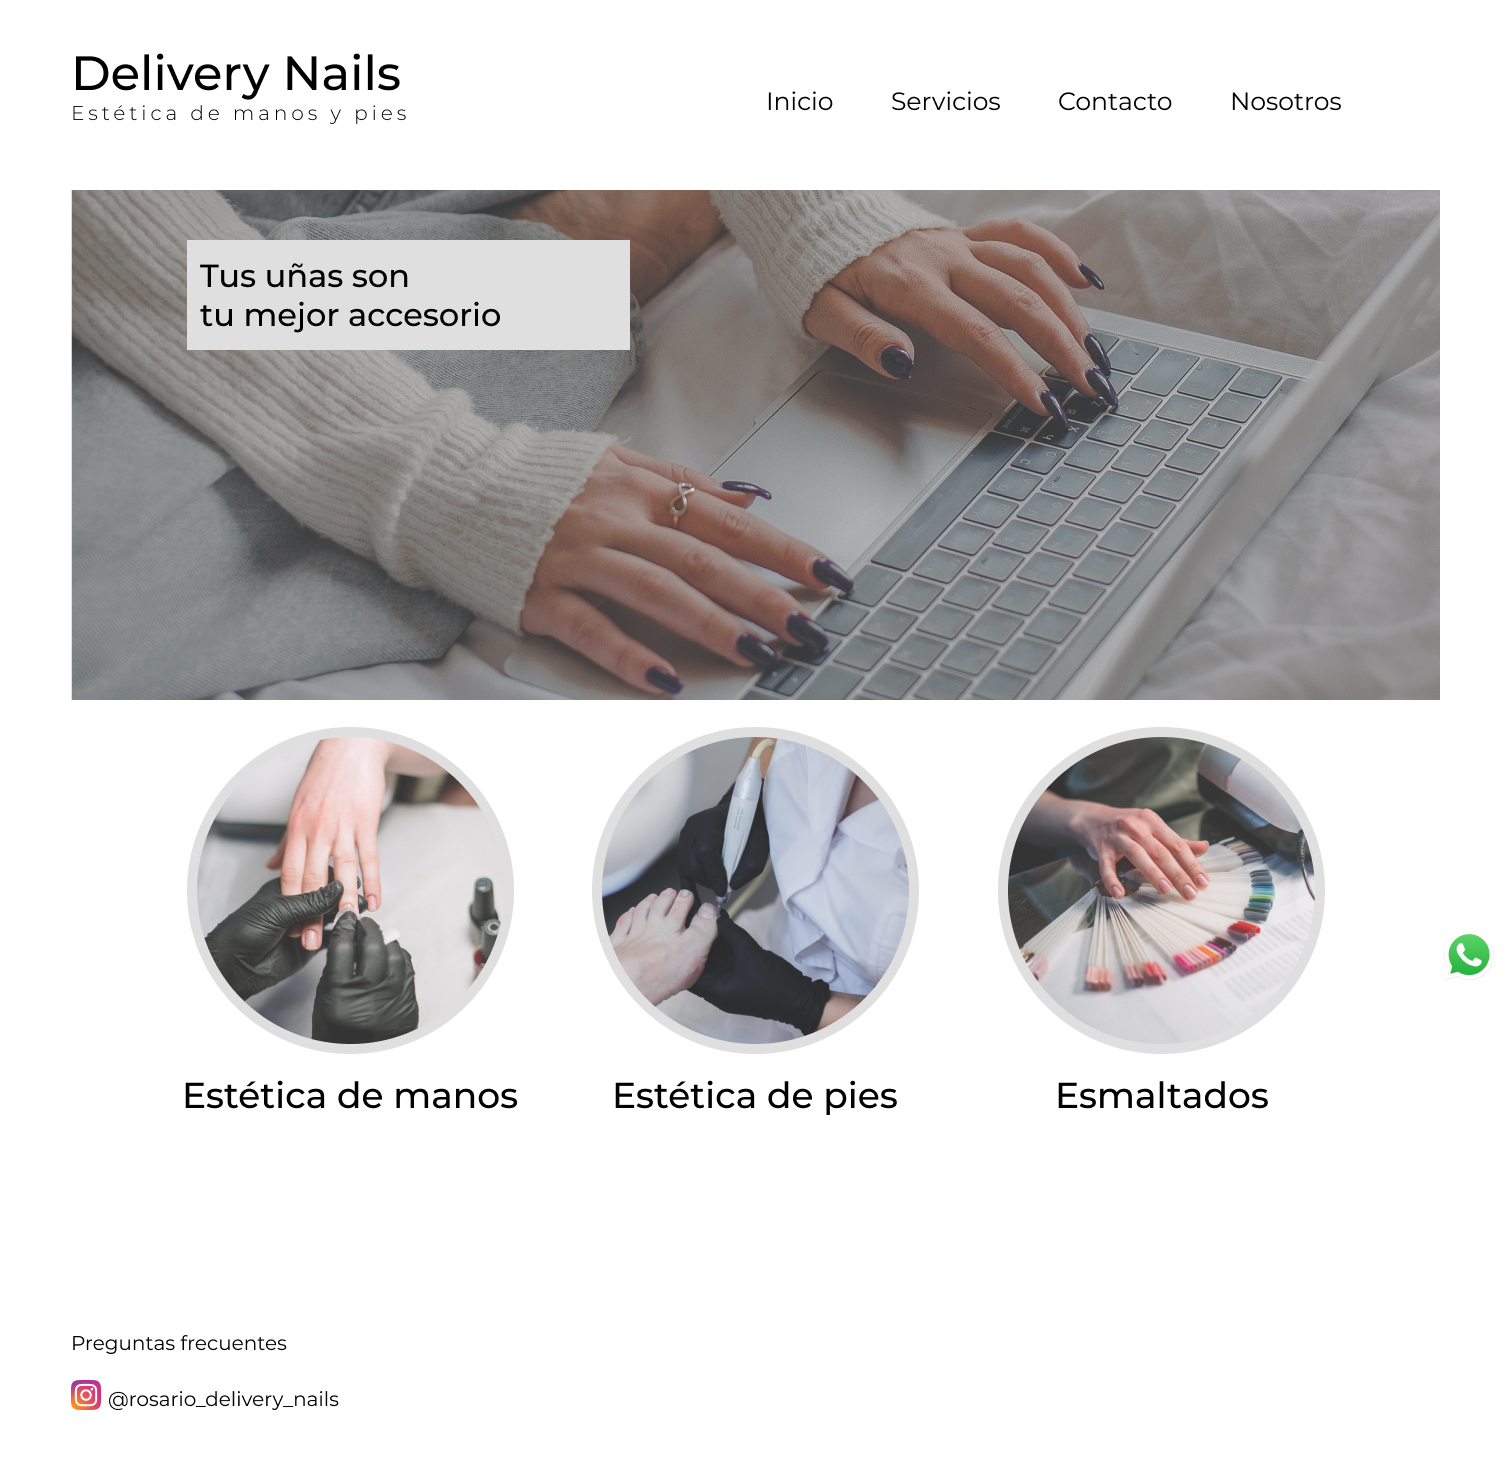 Delivery Nails
Estética de manos y pies
Inicio Servicios Contacto Nosotros
Tus uñas son
tu mejor accesorio
Estética de manos
Estética de pies
Esmaltados
Preguntas frecuentes
@rosario_delivery_nails